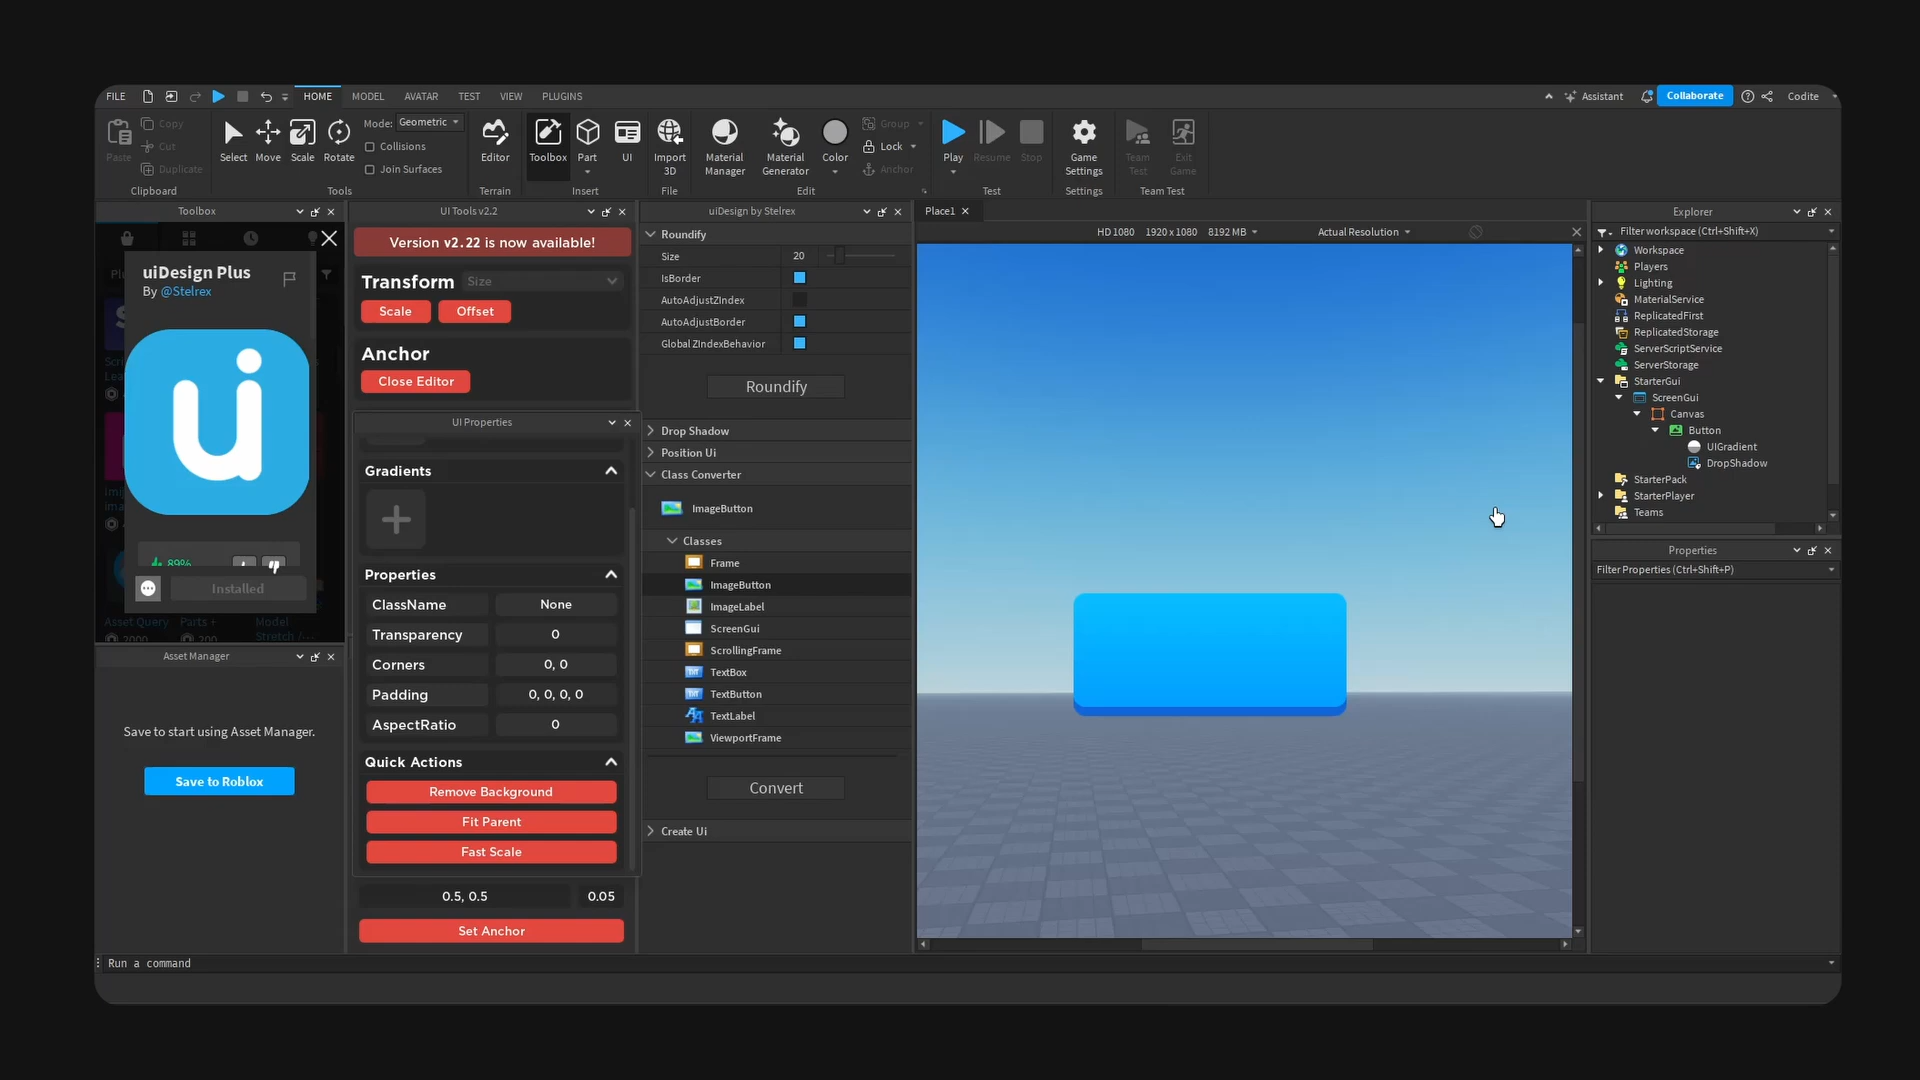 FILE
HOME
MODEL
AVATAR
TEST
VIEW
PLUGINS
Assistant
Collaborate
Codite
Paste
Copy
Cut
Duplicate
Clipboard
Select
Move
Scale
Rotate
Mode: Geometric
Collisions
Join Surfaces
Tools
Editor
Terrain
Toolbox
Part
UI
Insert
Import
3D
File
Material
Manager
Material
Generator
Color
Group
Lock
Anchor
Edit
Play
Resume
Stop
Test
Game
Settings
Settings
Team
Test
Exit
Game
Team Test
Toolbox
uiDesign Plus
By @Stelrex
ui
89%
Installed
Asset Query
Parts +
Model
Stretch /--
2000
200
Asset Manager
Save to start using Asset Manager.
Save to Roblox
UI Tools v2.2
Version v2.22 is now available!
Transform
Size
Scale
Offset
Anchor
Close Editor
UI Properties
Gradients
Properties
ClassName None
Transparency 0
Corners 0, 0
Padding 0, 0, 0, 0
AspectRatio 0
Quick Actions
Remove Background
Fit Parent
Fast Scale
0.5, 0.5 0.05
Set Anchor
uiDesign by Stelrex
Roundify
Size 20
IsBorder
AutoAdjustZIndex
AutoAdjustBorder
Global ZIndexBehavior
Roundify
Drop Shadow
Position Ui
Class Converter
ImageButton
Classes
Frame
ImageButton
ImageLabel
ScreenGui
ScrollingFrame
TextBox
TextButton
TextLabel
ViewportFrame
Convert
Create Ui
Place1
HD 1080 1920 x 1080 8192 MB
Actual Resolution
Explorer
Filter workspace (Ctrl+Shift+X)
Workspace
Players
Lighting
MaterialService
ReplicatedFirst
ReplicatedStorage
ServerScriptService
ServerStorage
StarterGui
ScreenGui
Canvas
Button
UIGradient
DropShadow
StarterPack
StarterPlayer
Teams
Properties
Filter Properties (Ctrl+Shift+P)
Run a command